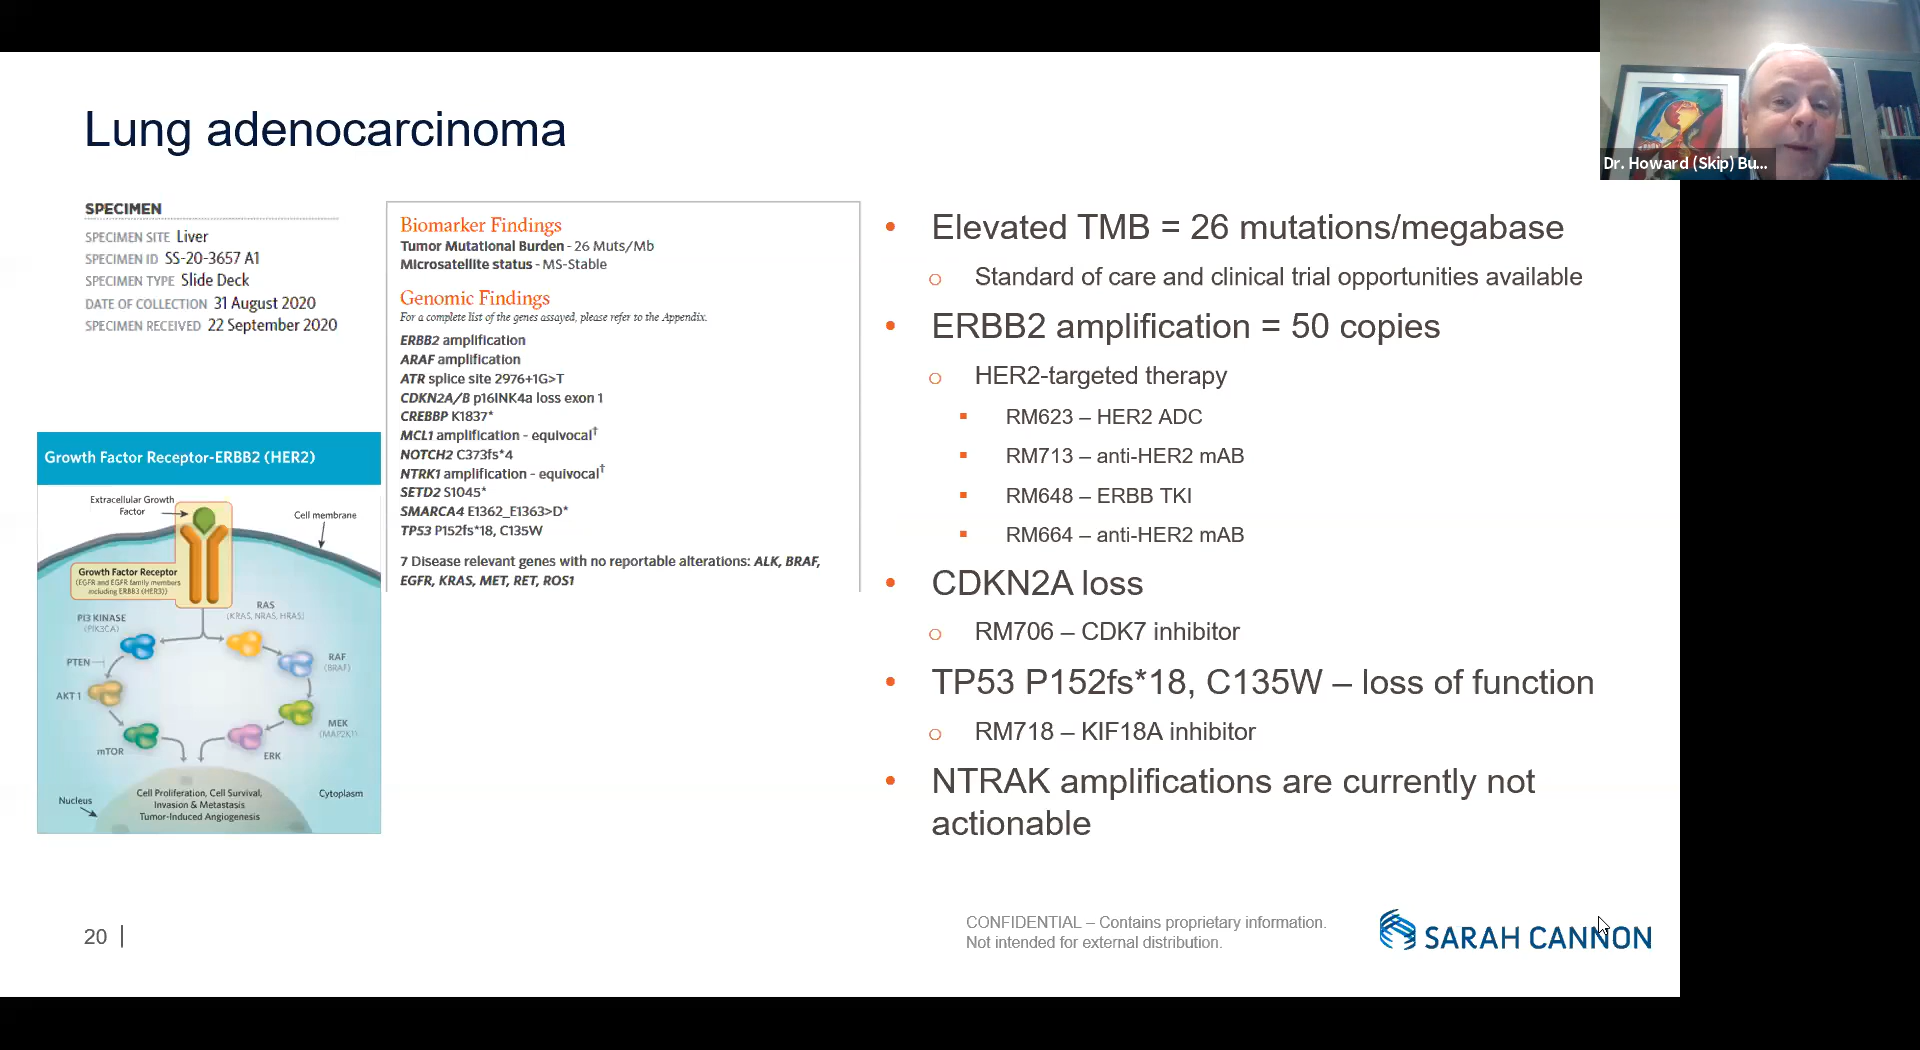 Lung adenocarcinoma
SPECIMEN
SPECIMEN SITE Liver
SPECIMEN ID SS-20-3657 A1
SPECIMEN TYPE Slide Deck
DATE OF COLLECTION 31 August 2020
SPECIMEN RECEIVED 22 September 2020
Growth Factor Receptor-ERBB2 (HER2)
Extracellular Growth
Factor
Cell membrane
Growth Factor Receptor
(EGFR and EGFR family members
including ERBB3 (HER3))
RAS
(KRAS, NRAS, HRAS)
PI3 KINASE
(PIK3CA)
RAF
(BRAF)
PTEN
AKT 1
MEK
(MAP2K1)
mTOR
ERK
Cell Proliferation, Cell Survival,
Invasion & Metastasis
Tumor-Induced Angiogenesis
Nucleus
Cytoplasm
Biomarker Findings
Tumor Mutational Burden - 26 Muts/Mb
Microsatellite status - MS-Stable
Genomic Findings
For a complete list of the genes assayed, please refer to the Appendix.
ERBB2 amplification
ARAF amplification
ATR splice site 2976+1G>T
CDKN2A/B p16INK4a loss exon 1
CREBBP K1837*
MCL1 amplification - equivocal†
NOTCH2 C373fs*4
NTRK1 amplification - equivocal†
SETD2 S1045*
SMARCA4 E1362_E1363>D*
TP53 P152fs*18, C135W
7 Disease relevant genes with no reportable alterations: ALK, BRAF,
EGFR, KRAS, MET, RET, ROS1
• Elevated TMB = 26 mutations/megabase
o Standard of care and clinical trial opportunities available
• ERBB2 amplification = 50 copies
o HER2-targeted therapy
▪ RM623 – HER2 ADC
▪ RM713 – anti-HER2 mAB
▪ RM648 – ERBB TKI
▪ RM664 – anti-HER2 mAB
• CDKN2A loss
o RM706 – CDK7 inhibitor
• TP53 P152fs*18, C135W – loss of function
o RM718 – KIF18A inhibitor
• NTRAK amplifications are currently not
actionable
20
CONFIDENTIAL – Contains proprietary information.
Not intended for external distribution.
SARAH CANNON
Dr. Howard (Skip) Bu...